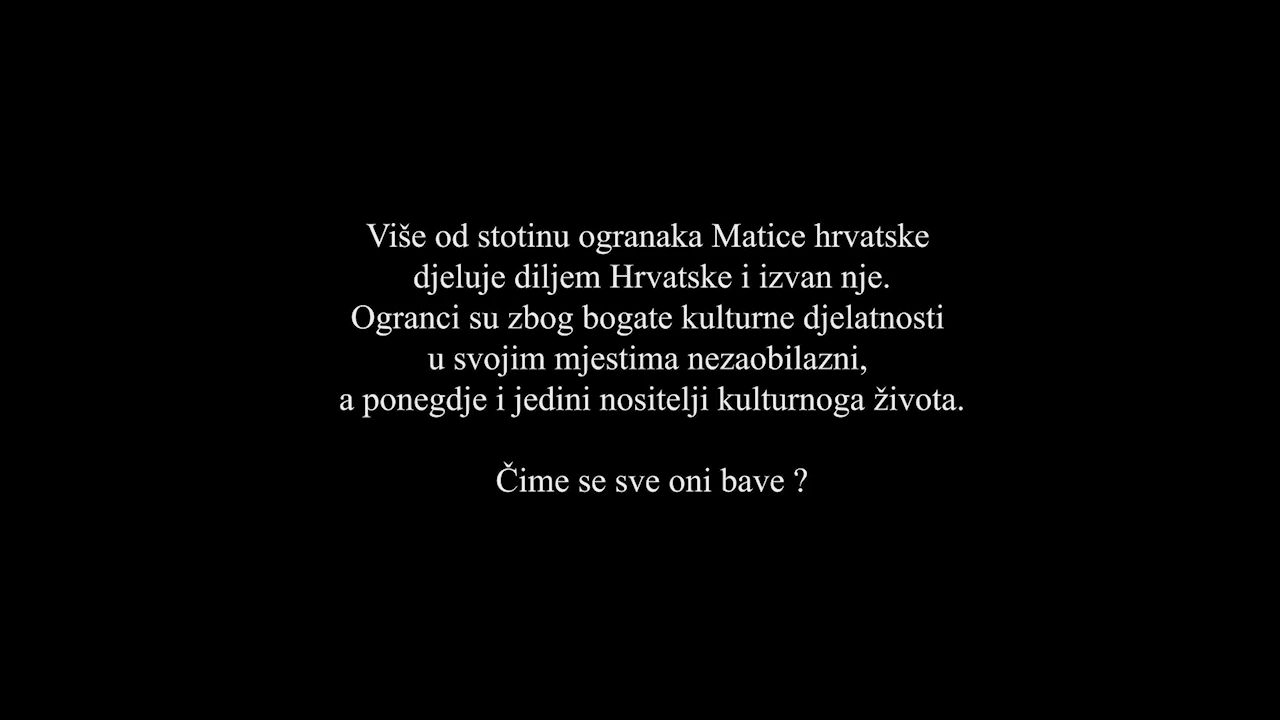 Više od stotinu ogranaka Matice hrvatske
djeluje diljem Hrvatske i izvan nje.
Ogranci su zbog bogate kulturne djelatnosti
u svojim mjestima nezaobilazni,
a ponegdje i jedini nositelji kulturnoga života.
Čime se sve oni bave ?